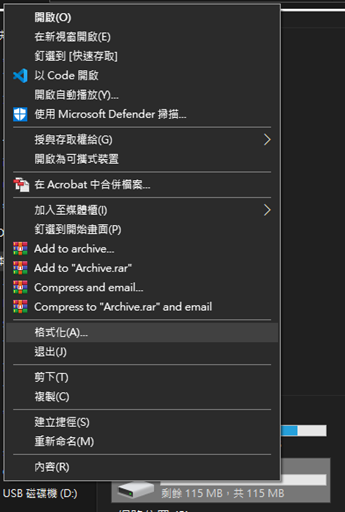 開啟(O)
在新視窗開啟(E)
釘選到 [快速存取]
以 Code 開啟
開啟自動播放(Y)...
使用 Microsoft Defender 掃描...
授與存取權給(G)
開啟為可攜式裝置
在 Acrobat 中合併檔案...
加入至媒體櫃(I)
釘選到開始畫面(P)
Add to archive...
Add to "Archive.rar"
Compress and email...
Compress to "Archive.rar" and email
格式化(A)...
退出(J)
剪下(T)
複製(C)
建立捷徑(S)
重新命名(M)
內容(R)
USB 磁碟機 (D:)
剩餘 115 MB，共 115 MB